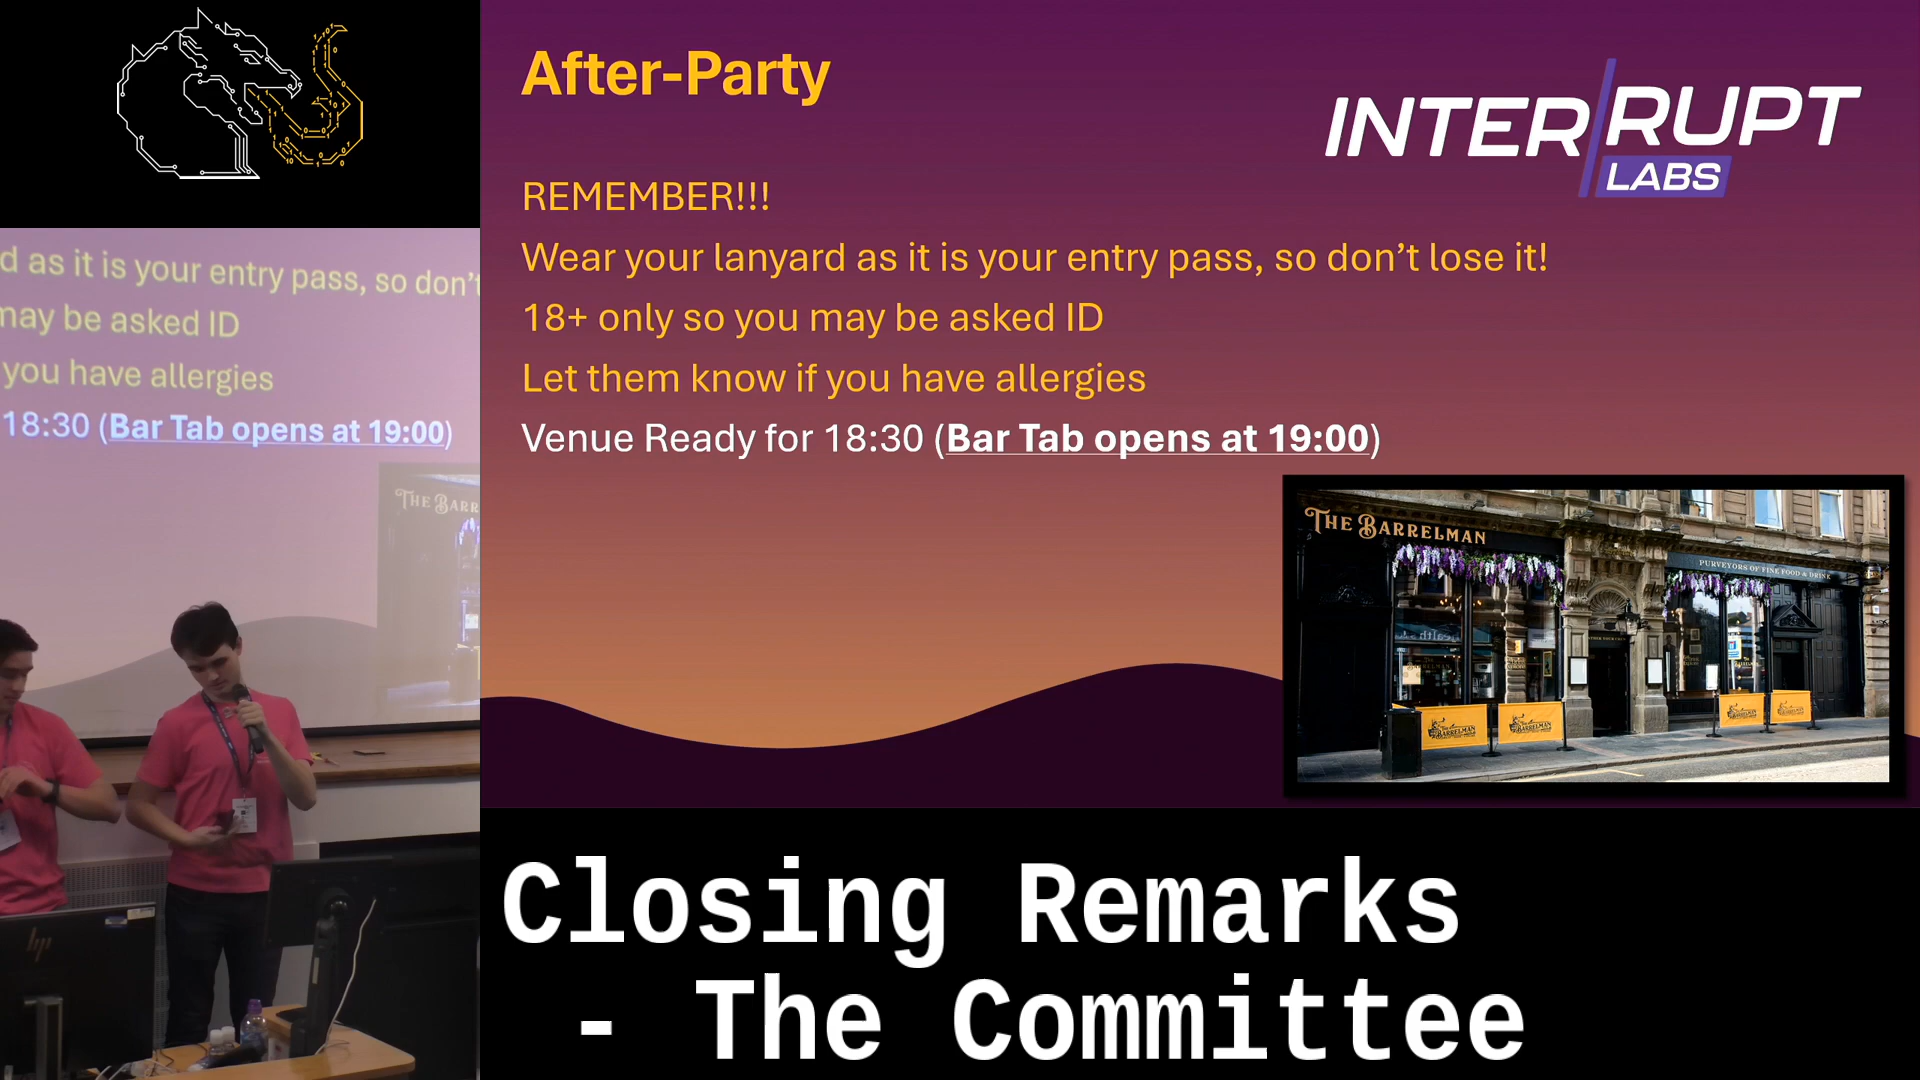 After-Party
INTERRUPT
LABS
REMEMBER!!!
Wear your lanyard as it is your entry pass, so don’t lose it!
18+ only so you may be asked ID
Let them know if you have allergies
Venue Ready for 18:30 (Bar Tab opens at 19:00)
d as it is your entry pass, so don’t
may be asked ID
you have allergies
18:30 (Bar Tab opens at 19:00)
THE BARR
THE BARRELMAN
PURVEYORS OF FINE FOOD & DRINK
BARRELMAN
BARRELMAN
hp
Closing Remarks
- The Committee